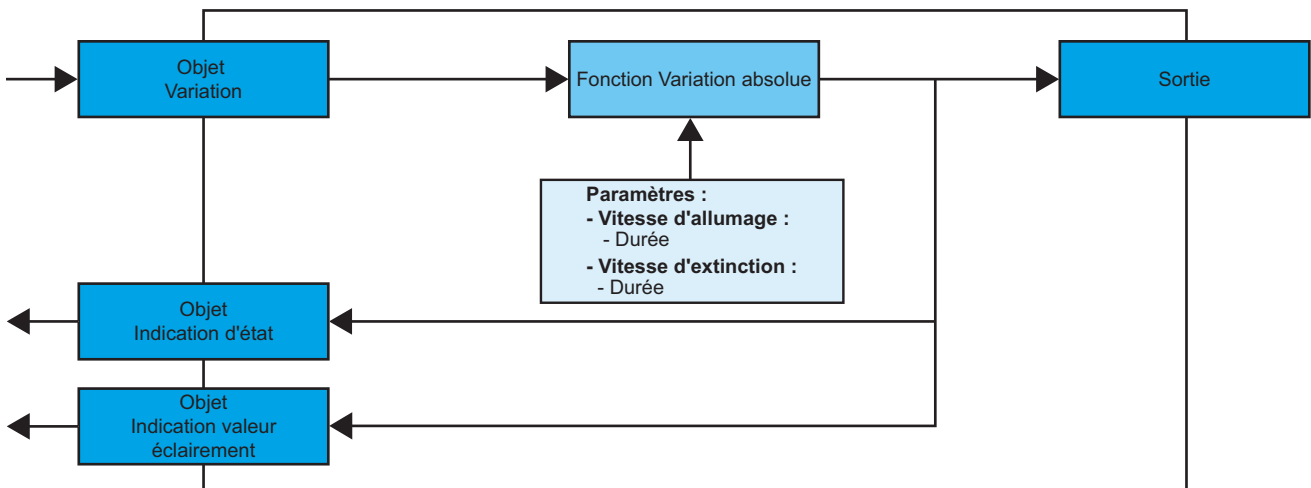 Objet
Variation
Fonction Variation absolue
Sortie
Paramètres :
- Vitesse d'allumage :
- Durée
- Vitesse d'extinction :
- Durée
Objet
Indication d'état
Objet
Indication valeur
éclairement